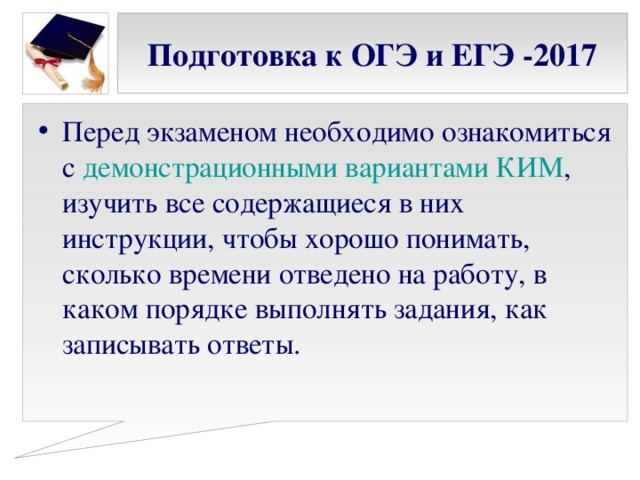 Подготовка к ОГЭ и ЕГЭ -2017
• Перед экзаменом необходимо ознакомиться
с демонстрационными вариантами КИМ,
изучить все содержащиеся в них
инструкции, чтобы хорошо понимать,
сколько времени отведено на работу, в
каком порядке выполнять задания, как
записывать ответы.